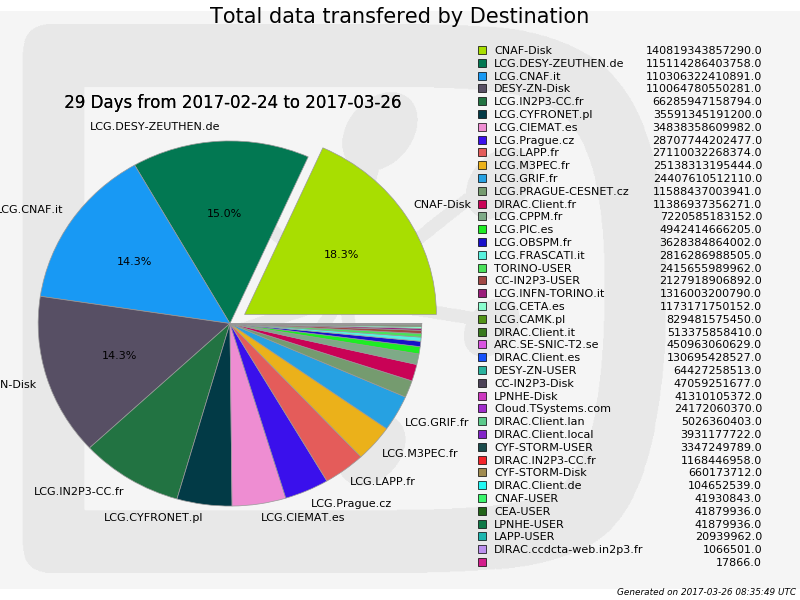 Total data transfered by Destination
29 Days from 2017-02-24 to 2017-03-26
LCG.DESY-ZEUTHEN.de
CNAF-Disk
LCG.CNAF.it
N-Disk
LCG.IN2P3-CC.fr
LCG.CYFRONET.pl
LCG.CIEMAT.es
LCG.Prague.cz
LCG.LAPP.fr
LCG.M3PEC.fr
LCG.GRIF.fr
15.0%
18.3%
14.3%
14.3%
CNAF-Disk 140819343857290.0
LCG.DESY-ZEUTHEN.de 115114286403758.0
LCG.CNAF.it 110306322410891.0
DESY-ZN-Disk 110064780550281.0
LCG.IN2P3-CC.fr 66285947158794.0
LCG.CYFRONET.pl 35591345191200.0
LCG.CIEMAT.es 34838358609982.0
LCG.Prague.cz 28707744202477.0
LCG.LAPP.fr 27110032268374.0
LCG.M3PEC.fr 25138313195444.0
LCG.GRIF.fr 24407610512110.0
LCG.PRAGUE-CESNET.cz 11588437003941.0
DIRAC.Client.fr 11386937356271.0
LCG.CPPM.fr 7220585183152.0
LCG.PIC.es 4942414666205.0
LCG.OBSPM.fr 3628384864002.0
LCG.FRASCATI.it 2816286988505.0
TORINO-USER 2415655989962.0
CC-IN2P3-USER 2127918906892.0
LCG.INFN-TORINO.it 1316003200790.0
LCG.CETA.es 1173171750152.0
LCG.CAMK.pl 829481575450.0
DIRAC.Client.it 513375858410.0
ARC.SE-SNIC-T2.se 450963060629.0
DIRAC.Client.es 130695428527.0
DESY-ZN-USER 64427258513.0
CC-IN2P3-Disk 47059251677.0
LPNHE-Disk 41310105372.0
Cloud.TSystems.com 24172060370.0
DIRAC.Client.lan 5026360403.0
DIRAC.Client.local 3931177722.0
CYF-STORM-USER 3347249789.0
DIRAC.IN2P3-CC.fr 1168446958.0
CYF-STORM-Disk 660173712.0
DIRAC.Client.de 104652539.0
CNAF-USER 41930843.0
CEA-USER 41879936.0
LPNHE-USER 41879936.0
LAPP-USER 20939962.0
DIRAC.ccdcta-web.in2p3.fr 1066501.0
17866.0
Generated on 2017-03-26 08:35:49 UTC